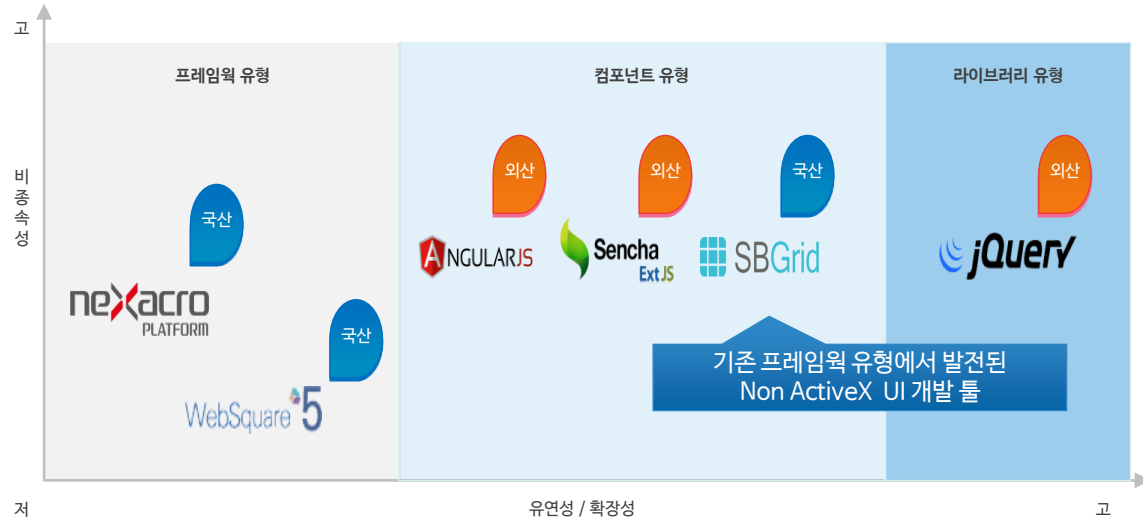 고
프레임웍 유형
컴포넌트 유형
라이브러리 유형
비종속성
국산
국산
외산
외산
국산
외산
neXacro
PLATFORM
WebSquare 5
ANGULARJS
Sencha
Ext JS
SBGrid
jQuery
기존 프레임웍 유형에서 발전된
Non ActiveX UI 개발 툴
저
유연성 / 확장성
고